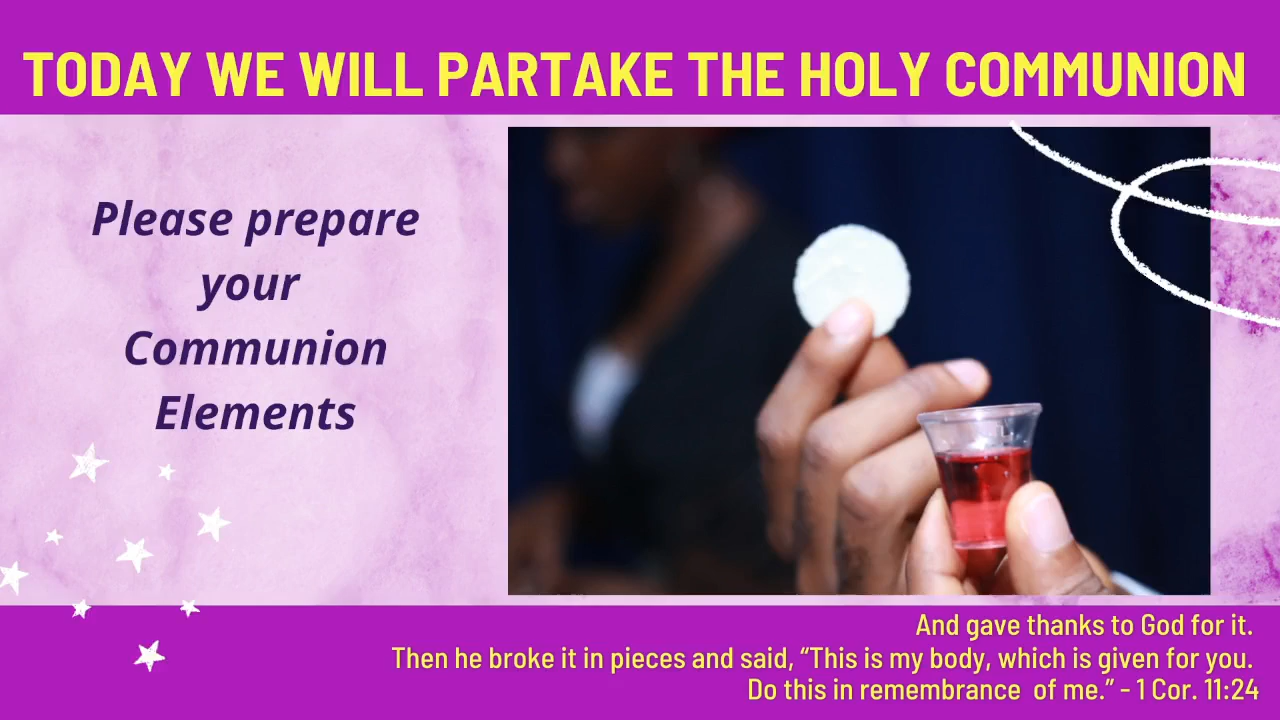 TODAY WE WILL PARTAKE THE HOLY COMMUNION
Please prepare
your
Communion
Elements
And gave thanks to God for it.
Then he broke it in pieces and said, “This is my body, which is given for you.
Do this in remembrance  of me.” - 1 Cor. 11:24